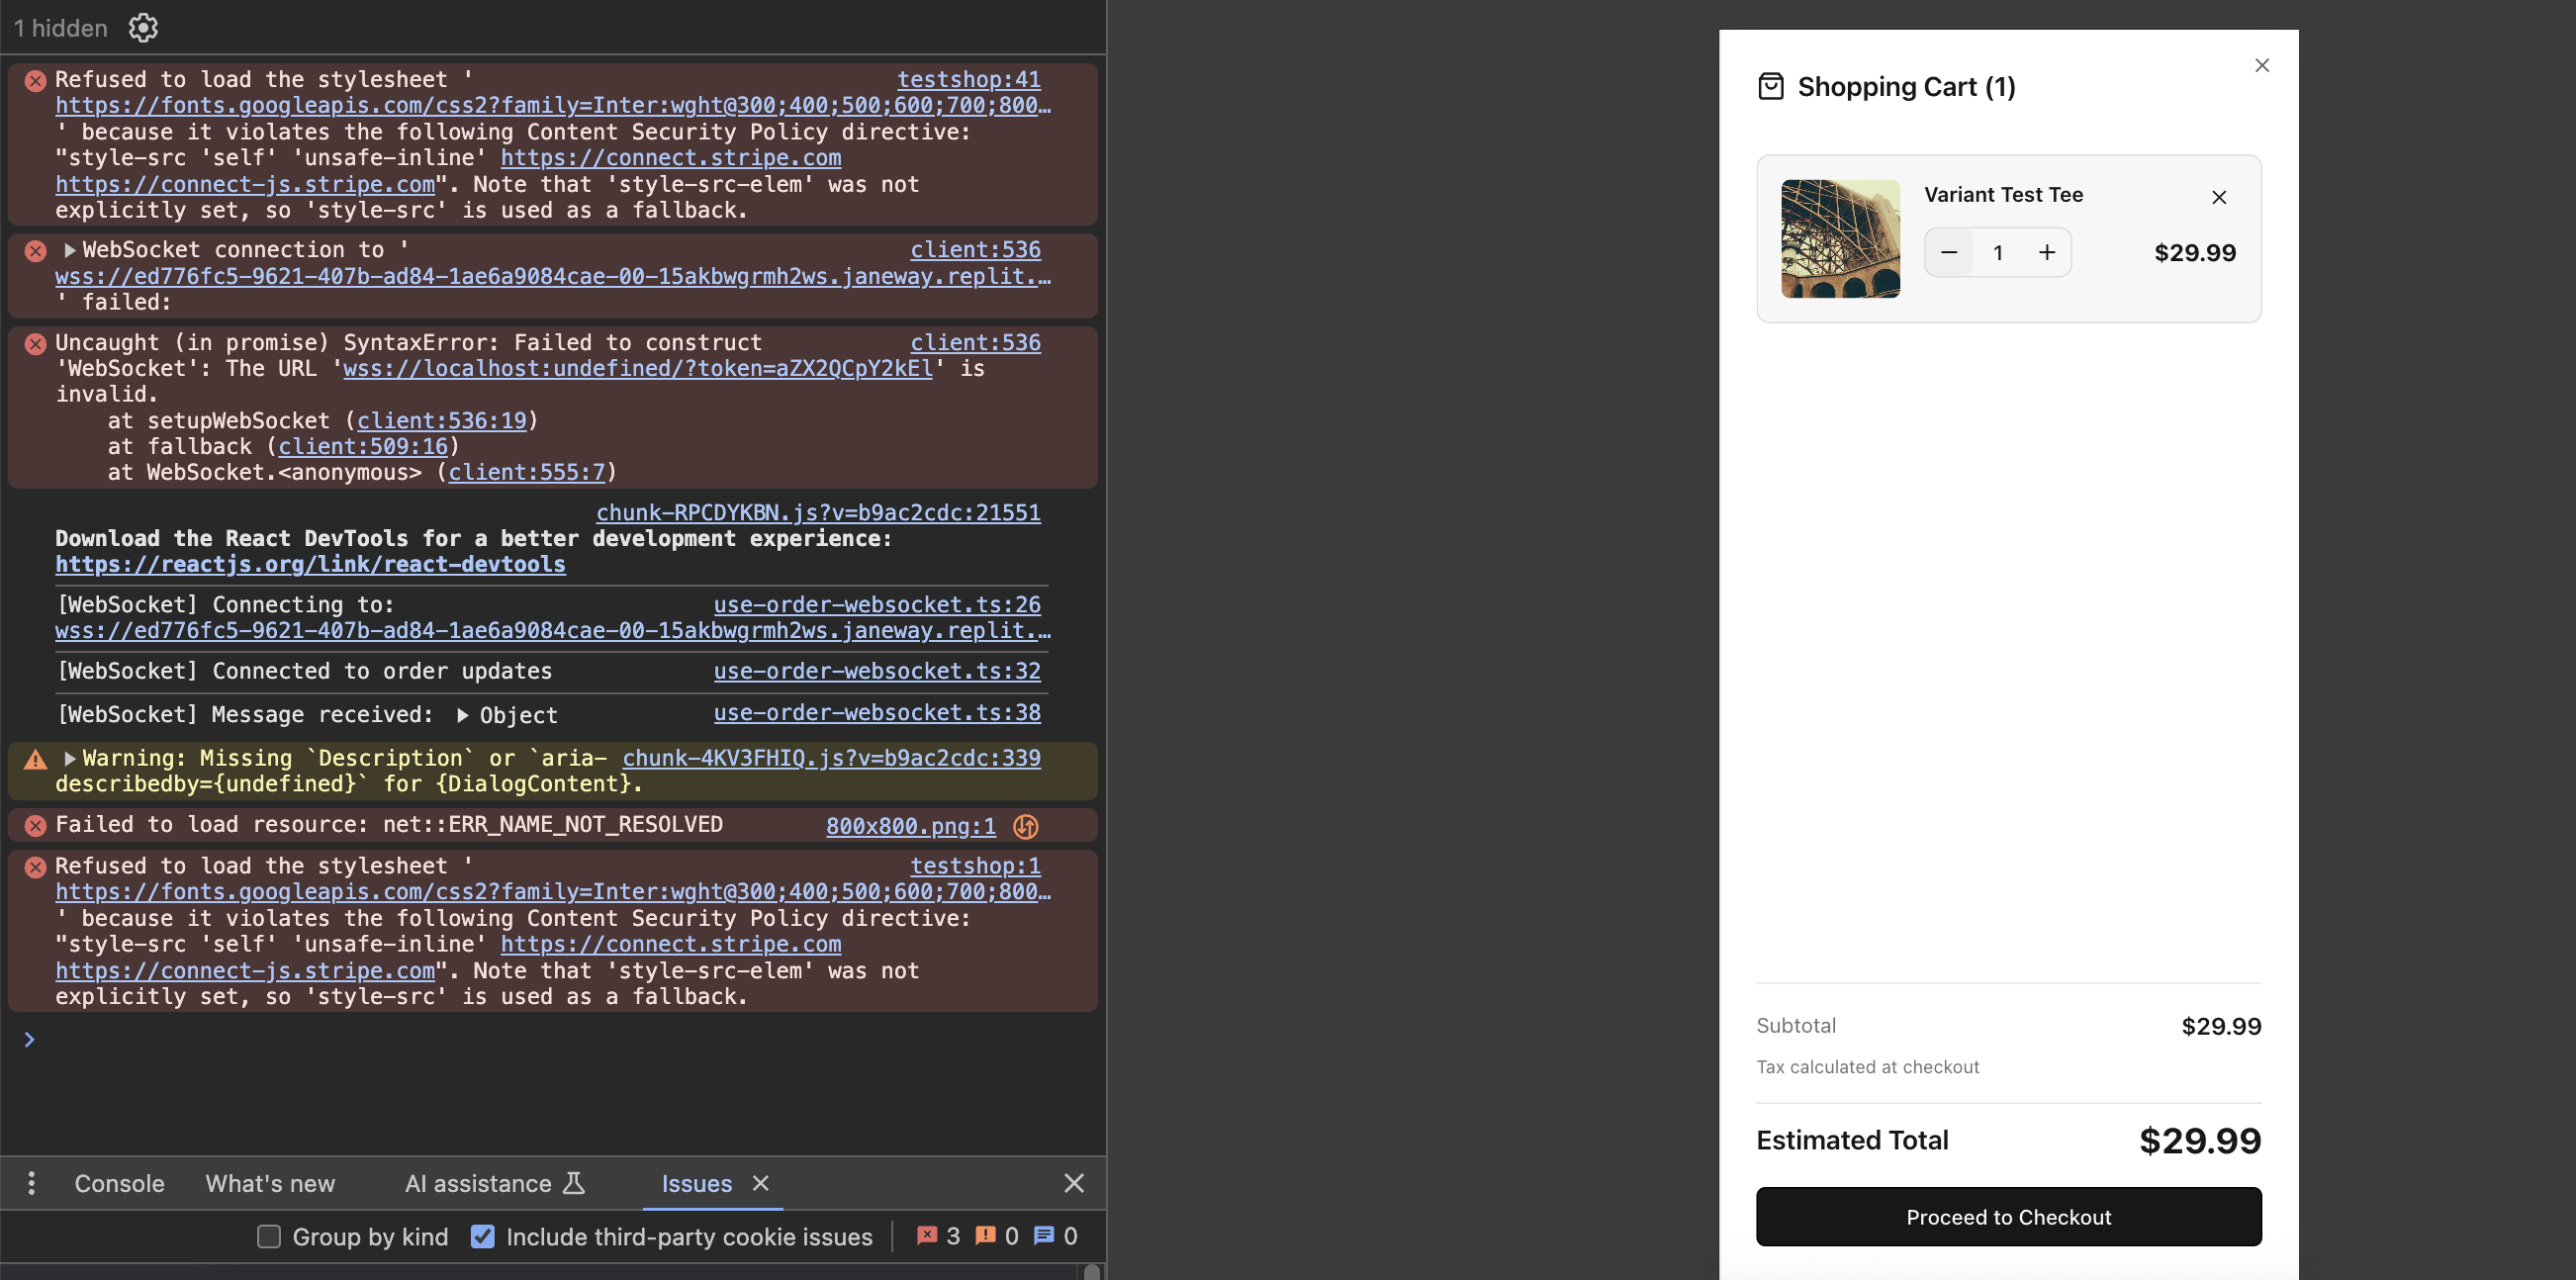 1 hidden
Refused to load the stylesheet ' testshop:41
https://fonts.googleapis.com/css2?family=Inter:wght@300;400;500;600;700;800…
' because it violates the following Content Security Policy directive:
"style-src 'self' 'unsafe-inline' https://connect.stripe.com
https://connect-js.stripe.com". Note that 'style-src-elem' was not
explicitly set, so 'style-src' is used as a fallback.
WebSocket connection to ' client:536
wss://ed776fc5-9621-407b-ad84-1ae6a9084cae-00-15akbwgrmh2ws.janeway.replit.…
' failed:
Uncaught (in promise) SyntaxError: Failed to construct client:536
'WebSocket': The URL 'wss://localhost:undefined/?token=aZX2QCpY2kEl' is
invalid.
at setupWebSocket (client:536:19)
at fallback (client:509:16)
at WebSocket.<anonymous> (client:555:7)
chunk-RPCDYKBN.js?v=b9ac2cdc:21551
Download the React DevTools for a better development experience:
https://reactjs.org/link/react-devtools
[WebSocket] Connecting to: use-order-websocket.ts:26
wss://ed776fc5-9621-407b-ad84-1ae6a9084cae-00-15akbwgrmh2ws.janeway.replit.…
[WebSocket] Connected to order updates use-order-websocket.ts:32
[WebSocket] Message received: Object use-order-websocket.ts:38
Warning: Missing `Description` or `aria- chunk-4KV3FHIQ.js?v=b9ac2cdc:339
describedby={undefined}` for {DialogContent}.
Failed to load resource: net::ERR_NAME_NOT_RESOLVED 800x800.png:1
Refused to load the stylesheet ' testshop:1
https://fonts.googleapis.com/css2?family=Inter:wght@300;400;500;600;700;800…
' because it violates the following Content Security Policy directive:
"style-src 'self' 'unsafe-inline' https://connect.stripe.com
https://connect-js.stripe.com". Note that 'style-src-elem' was not
explicitly set, so 'style-src' is used as a fallback.
Console What's new AI assistance Issues
Group by kind Include third-party cookie issues 3 0 0
Shopping Cart (1)
Variant Test Tee
1 $29.99
Subtotal $29.99
Tax calculated at checkout
Estimated Total $29.99
Proceed to Checkout